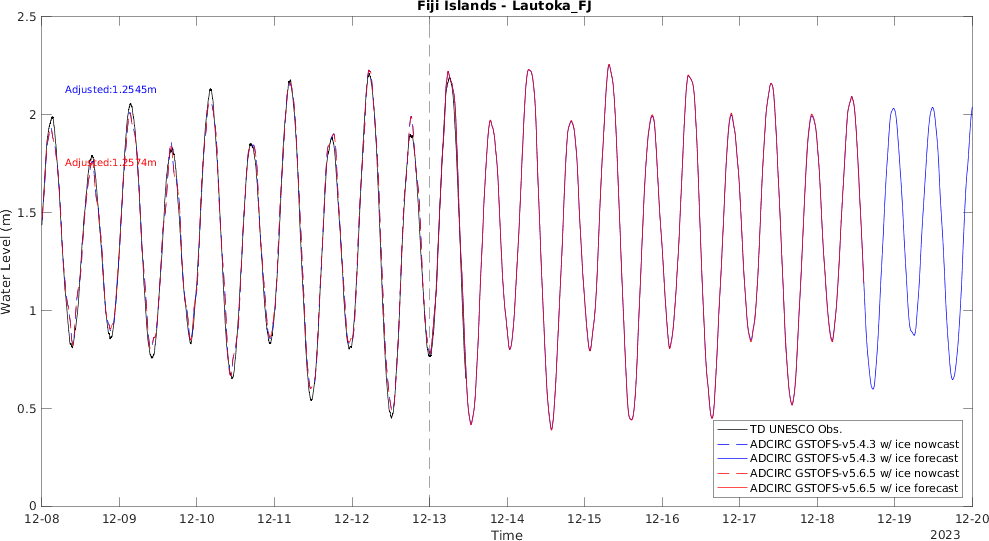 Fiji Islands - Lautoka_FJ
2.5
2
1.5
1
0.5
0
Water Level (m)
Adjusted:1.2545m
Adjusted:1.2574m
TD UNESCO Obs.
ADCIRC GSTOFS-v5.4.3 w/ ice nowcast
ADCIRC GSTOFS-v5.4.3 w/ ice forecast
ADCIRC GSTOFS-v5.6.5 w/ ice nowcast
ADCIRC GSTOFS-v5.6.5 w/ ice forecast
12-08 12-09 12-10 12-11 12-12 12-13 12-14 12-15 12-16 12-17 12-18 12-19 12-20
Time
2023